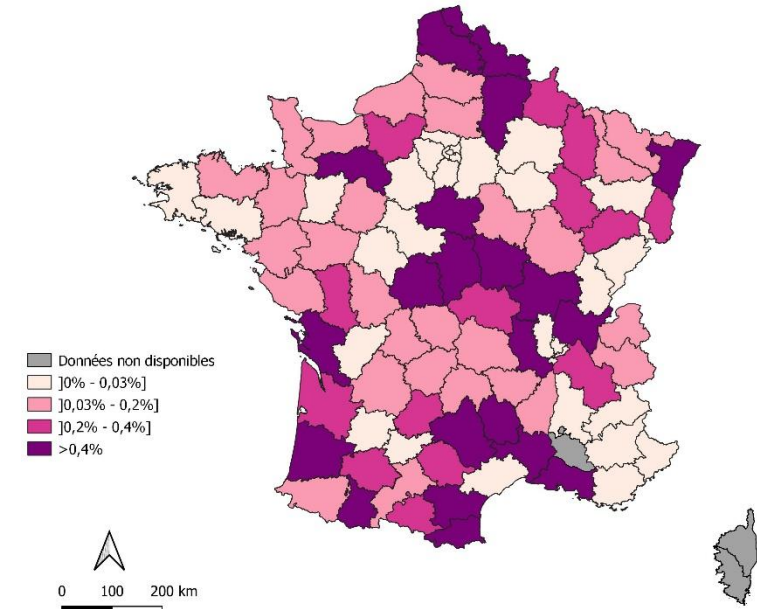 Données non disponibles
]0% - 0,03%]
]0,03% - 0,2%]
]0,2% - 0,4%]
>0,4%
0 100 200 km